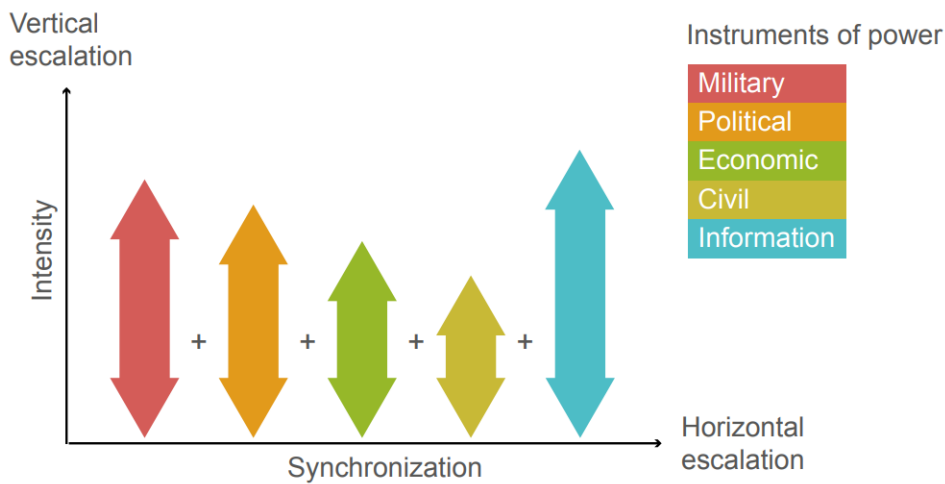 Vertical
escalation
Instruments of power
Military
Political
Economic
Civil
Information
Intensity
+ + + +
Horizontal
escalation
Synchronization